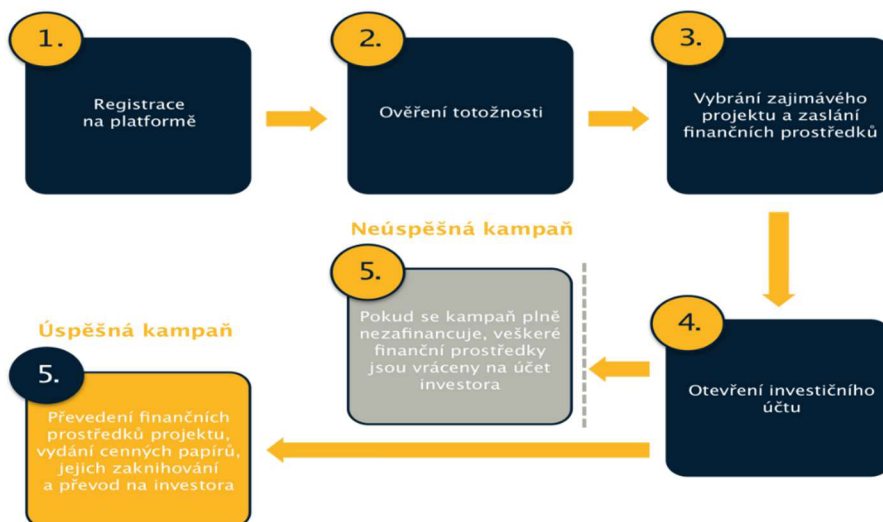 1.
Registrace
na platformě
2.
Ověření totožnosti
3.
Vybrání zajimávého
projektu a zaslání
finančních prostředků
4.
Otevření investičního
účtu
Neúspěšná kampaň
5.
Pokud se kampaň plně
nezafinancuje, veškeré
finanční prostředky
jsou vráceny na účet
investora
Úspěšná kampaň
5.
Převedení finančních
prostředků projektu,
vydání cenných papírů,
jejich zaknihování
a převod na investora